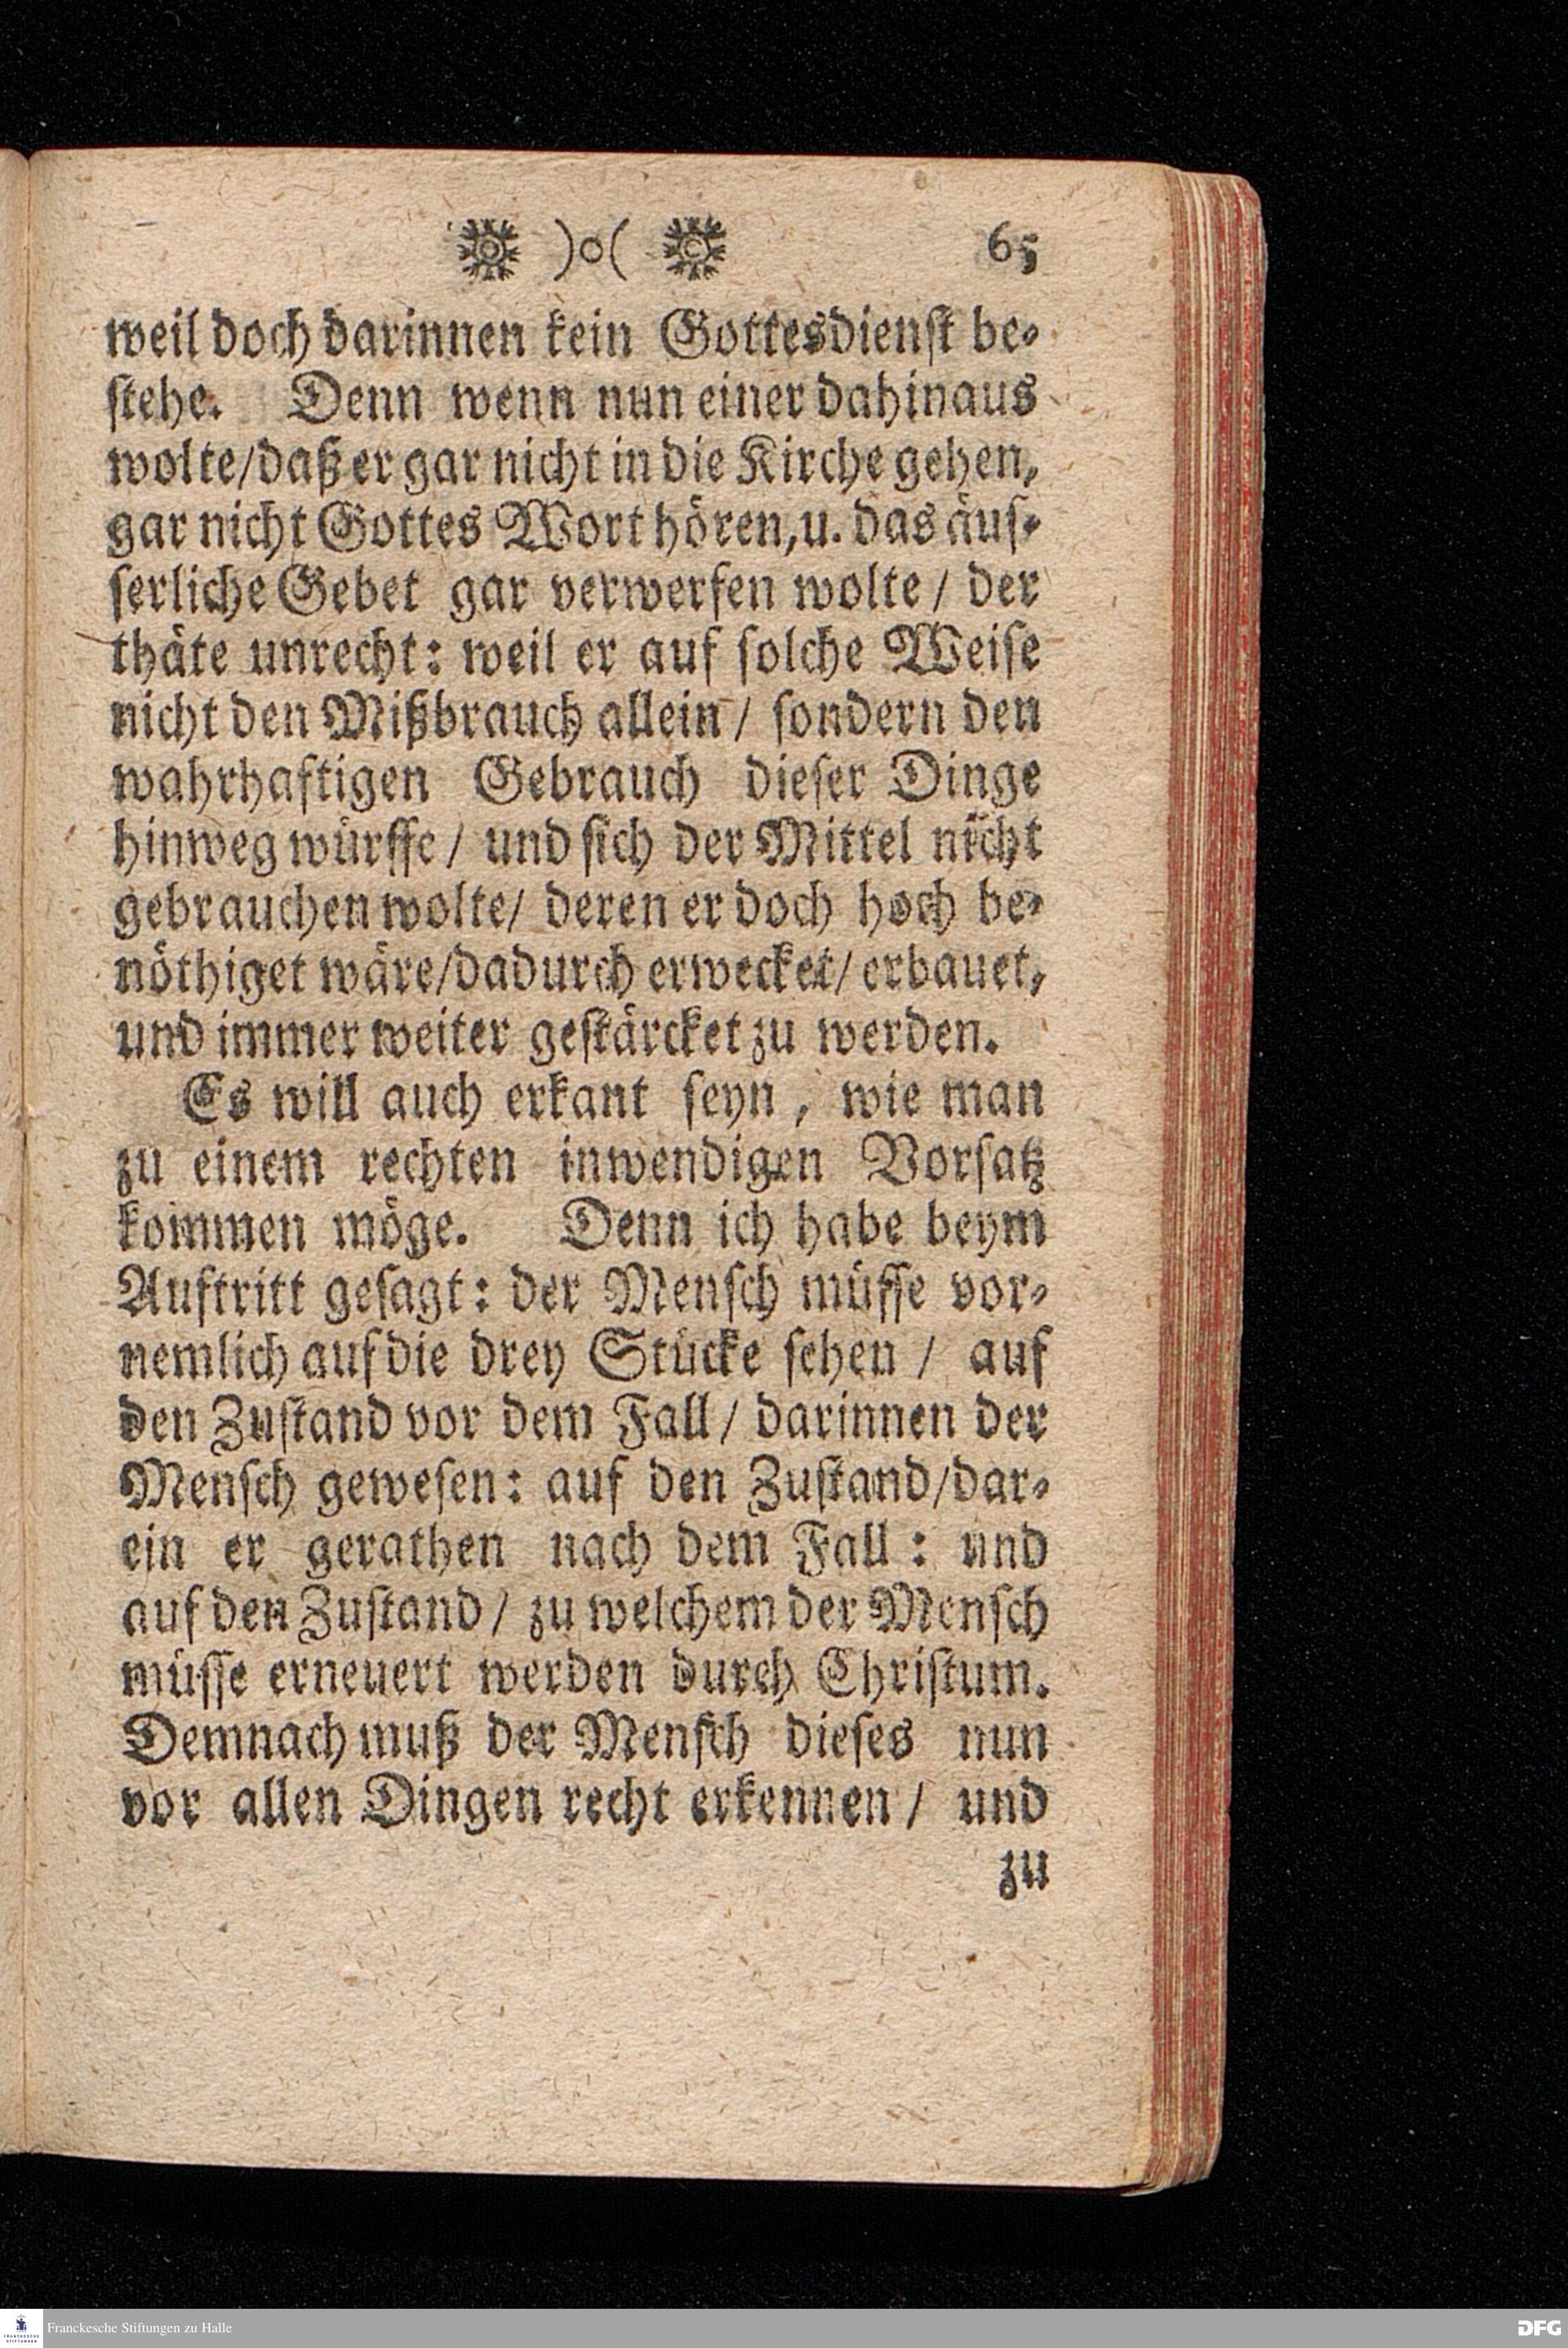 )o( 65
weil doch darinnen kein Gottesdienst be-
stehe. Denn wenn nun einer dahinaus
wolte/daß er gar nicht in die Kirche gehen,
gar nicht Gottes Wort hören,u. das äus-
serliche Gebet gar verwerfen wolte / der
thäte unrecht: weil er auf solche Weise
nicht den Mißbrauch allein / sondern den
wahrhaftigen Gebrauch dieser Dinge
hinweg würffe / und sich der Mittel nicht
gebrauchen wolte/ deren er doch hoch be-
nöthiget wäre/dadurch erwecket/ erbauet,
und immer weiter gestärcket zu werden.
Es will auch erkant seyn, wie man
zu einem rechten inwendigen Vorsatz
kommen möge. Denn ich habe beym
Auftritt gesagt: der Mensch müsse vor-
nemlich auf die drey Stücke sehen / auf
den Zustand vor dem Fall / darinnen der
Mensch gewesen: auf den Zustand/dar-
ein er gerathen nach dem Fall: und
auf den Zustand / zu welchem der Mensch
müsse erneuert werden durch Christum.
Demnach muß der Mensch dieses nun
vor allen Dingen recht erkennen / und
zu
FRANCKESCHE STIFTUNGEN
Franckesche Stiftungen zu Halle
DFG